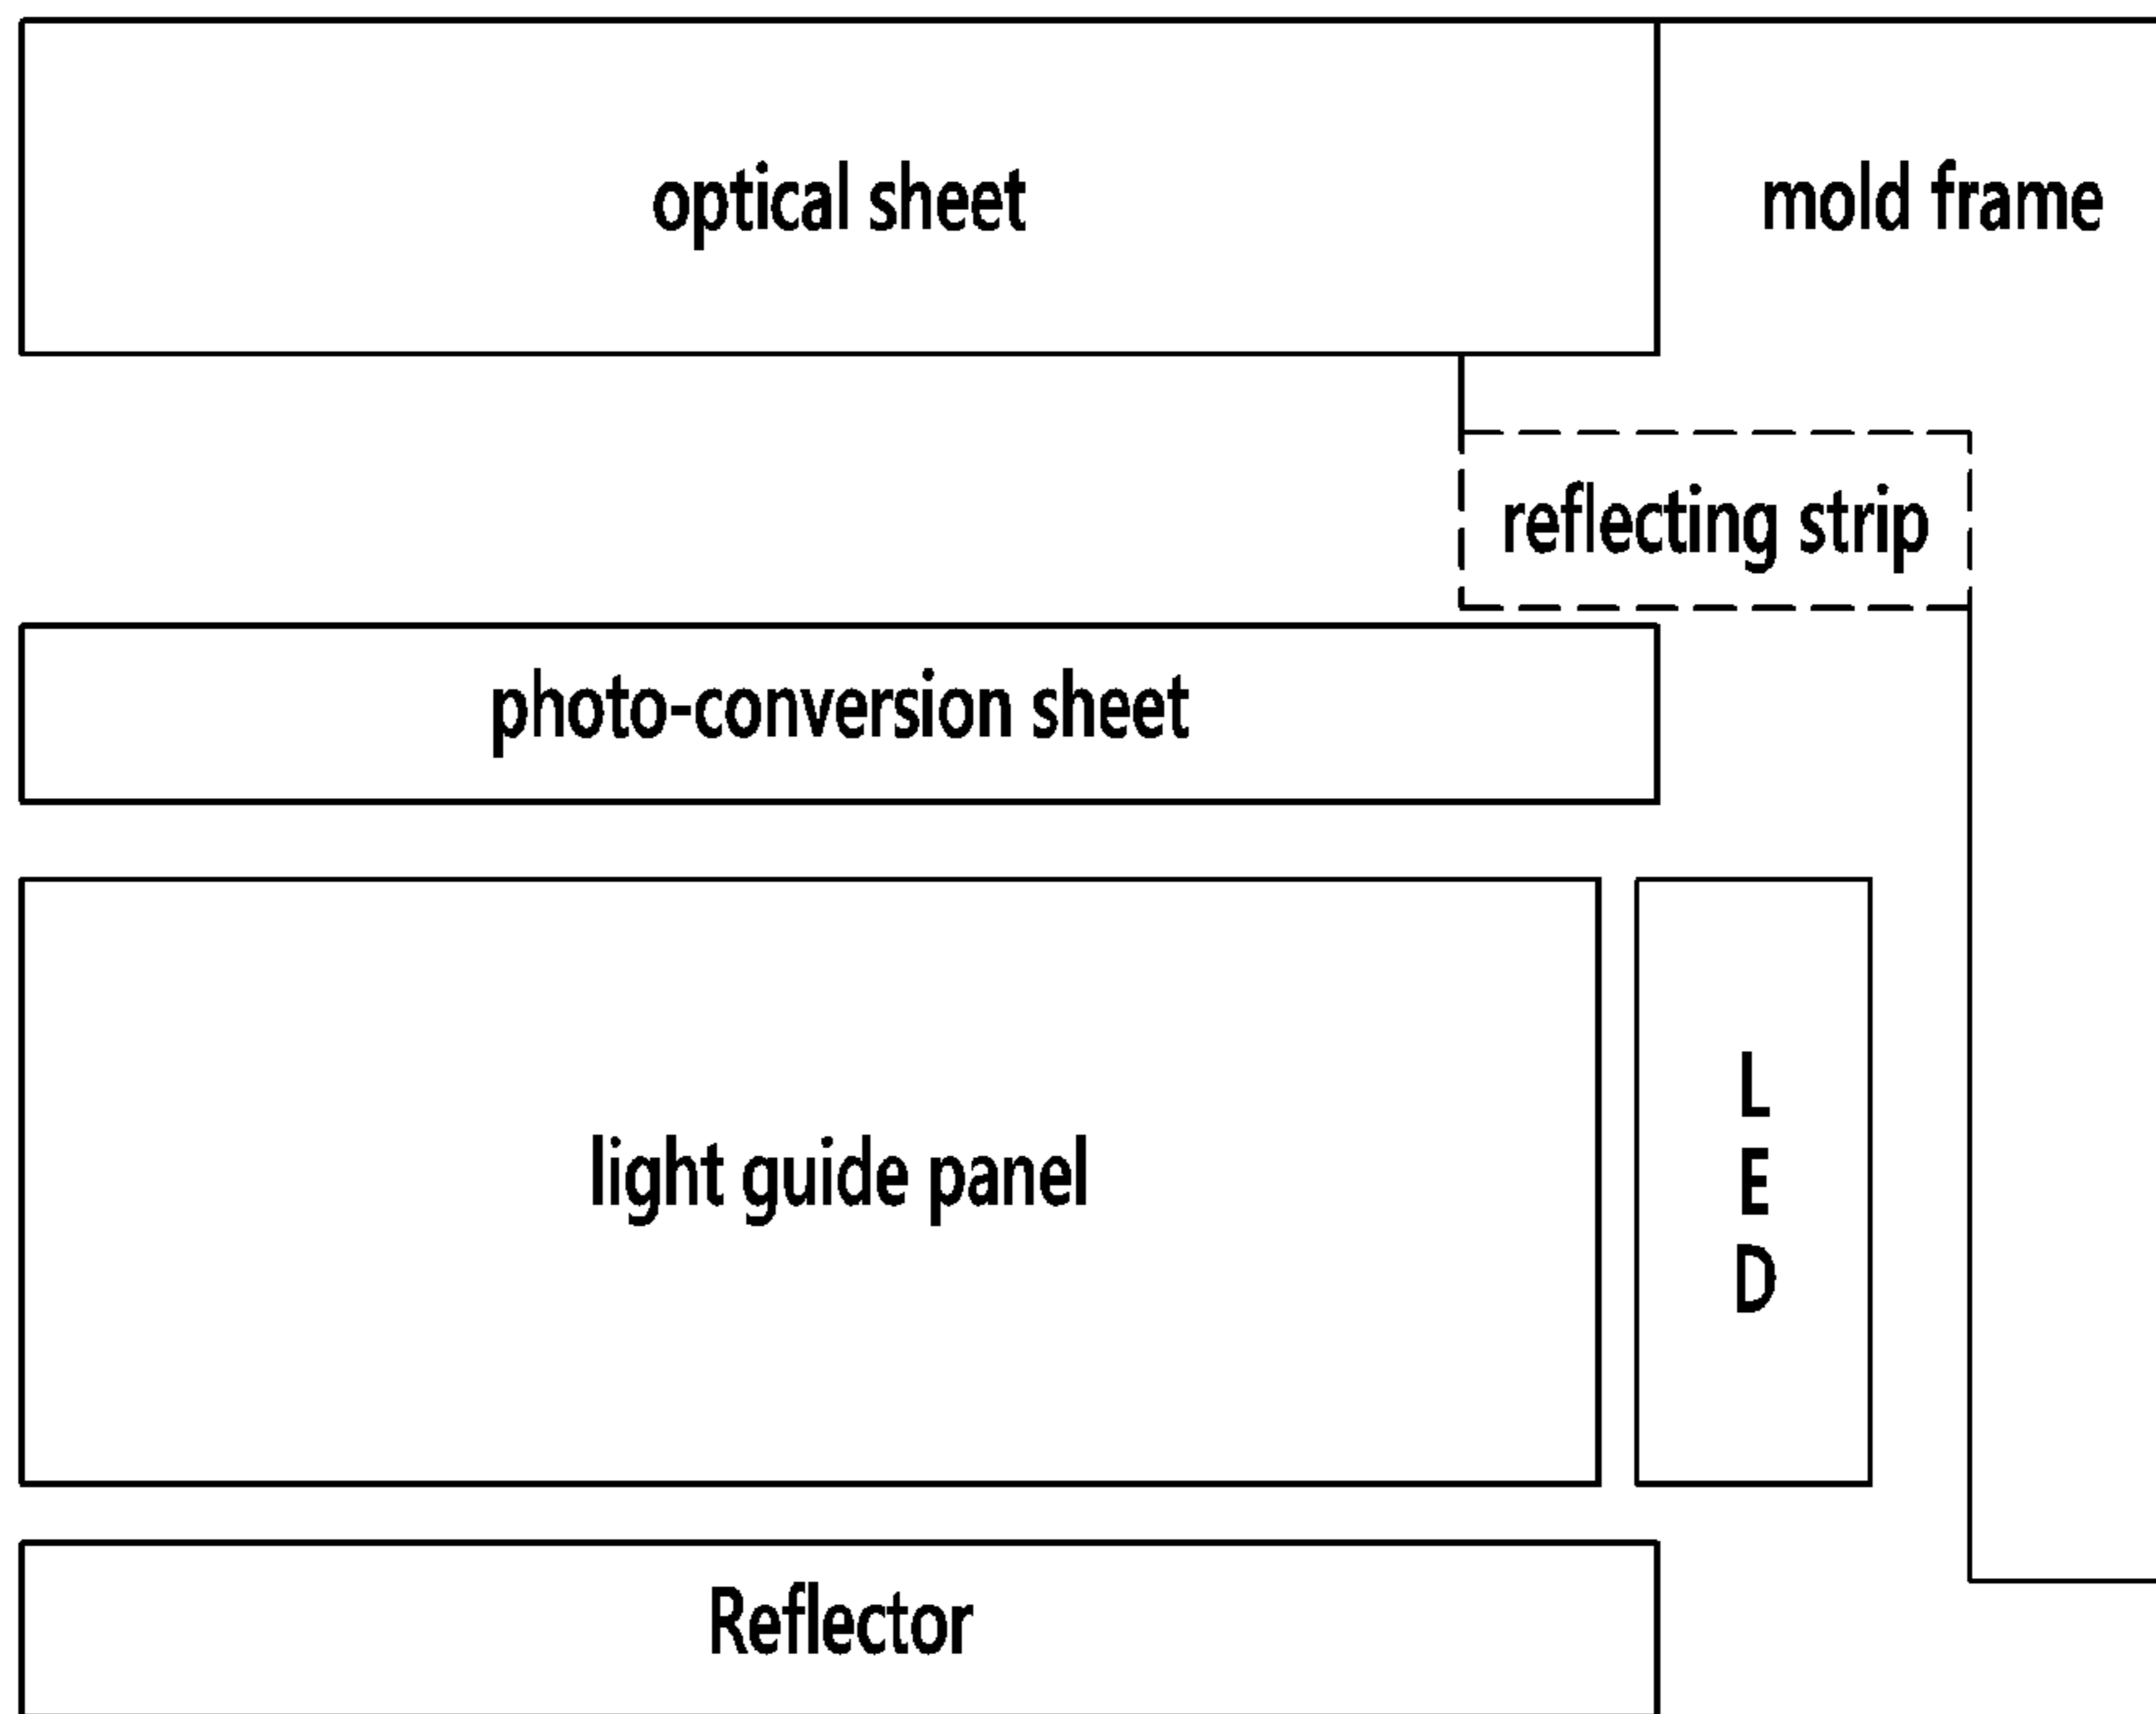 optical sheet
mold frame
reflecting strip
photo-conversion sheet
light guide panel
L
E
D
Reflector